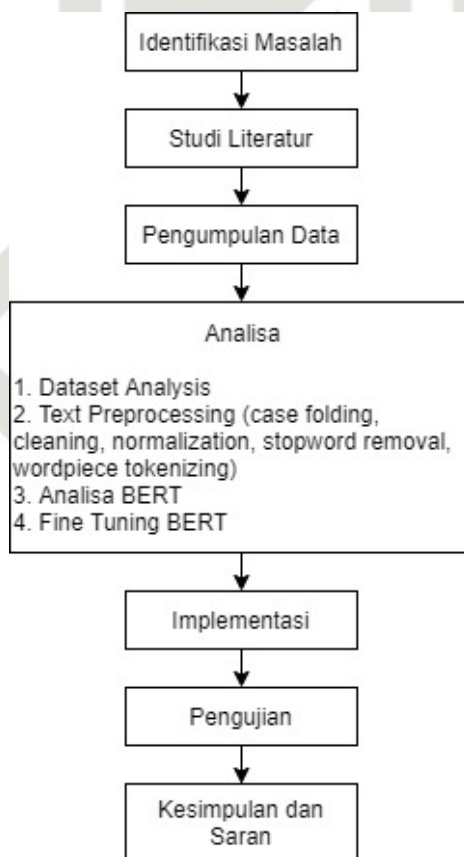 Identifikasi Masalah
Studi Literatur
Pengumpulan Data
Analisa
1. Dataset Analysis
2. Text Preprocessing (case folding,
cleaning, normalization, stopword removal,
wordpiece tokenizing)
3. Analisa BERT
4. Fine Tuning BERT
Implementasi
Pengujian
Kesimpulan dan
Saran